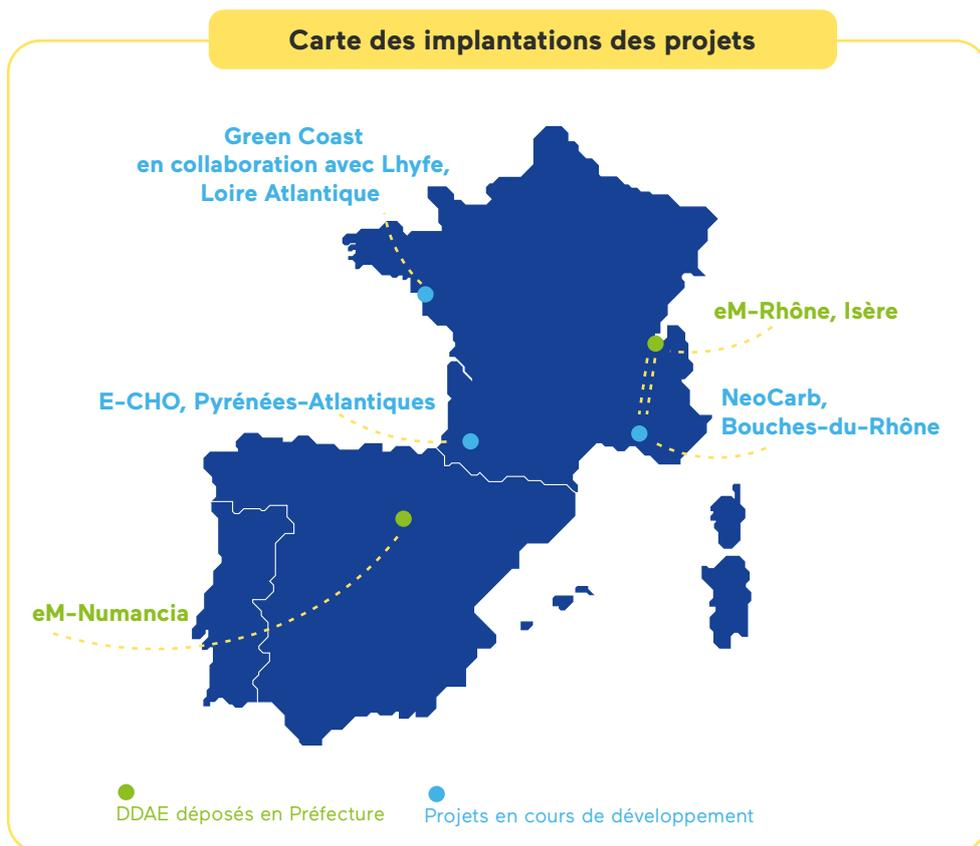 Carte des implantations des projets
Green Coast
en collaboration avec Lhyfe,
Loire Atlantique
eM-Rhône, Isère
NeoCarb,
Bouches-du-Rhône
E-CHO, Pyrénées-Atlantiques
eM-Numancia
DDAE déposés en Préfecture
Projets en cours de développement